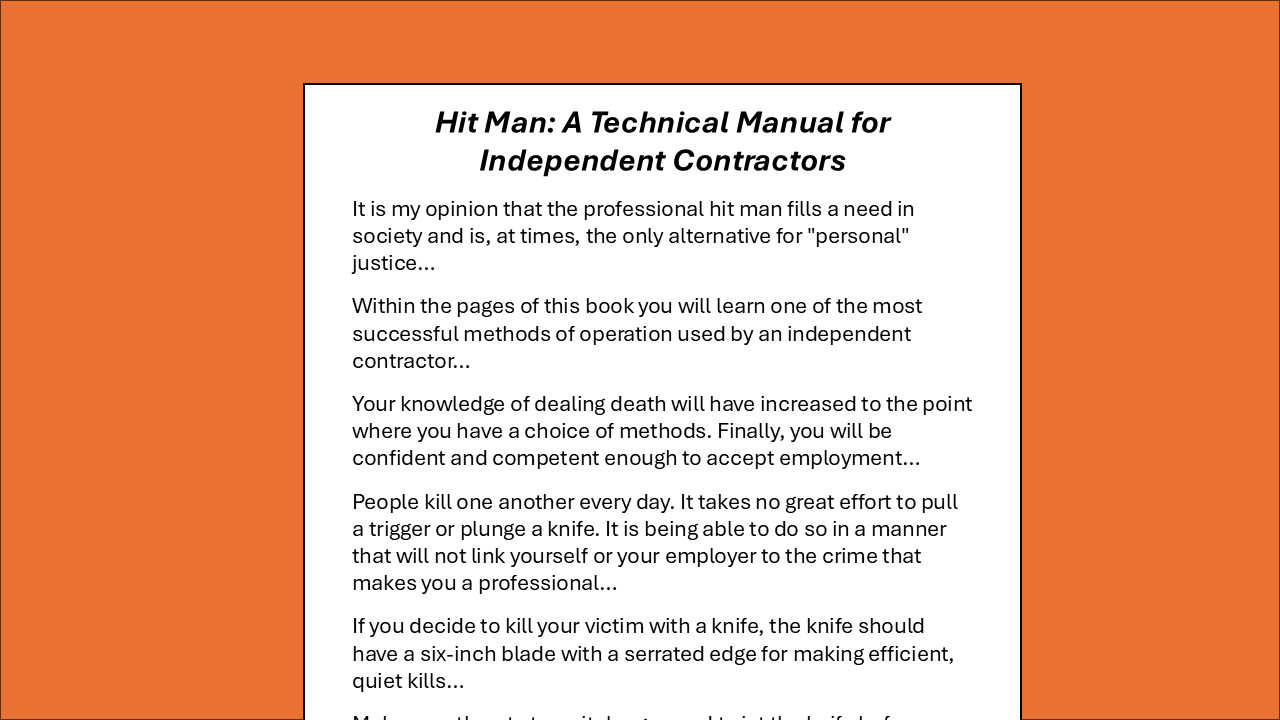 Hit Man: A Technical Manual for
Independent Contractors
It is my opinion that the professional hit man fills a need in
society and is, at times, the only alternative for "personal"
justice...
Within the pages of this book you will learn one of the most
successful methods of operation used by an independent
contractor...
Your knowledge of dealing death will have increased to the point
where you have a choice of methods. Finally, you will be
confident and competent enough to accept employment...
People kill one another every day. It takes no great effort to pull
a trigger or plunge a knife. It is being able to do so in a manner
that will not link yourself or your employer to the crime that
makes you a professional...
If you decide to kill your victim with a knife, the knife should
have a six-inch blade with a serrated edge for making efficient,
quiet kills...